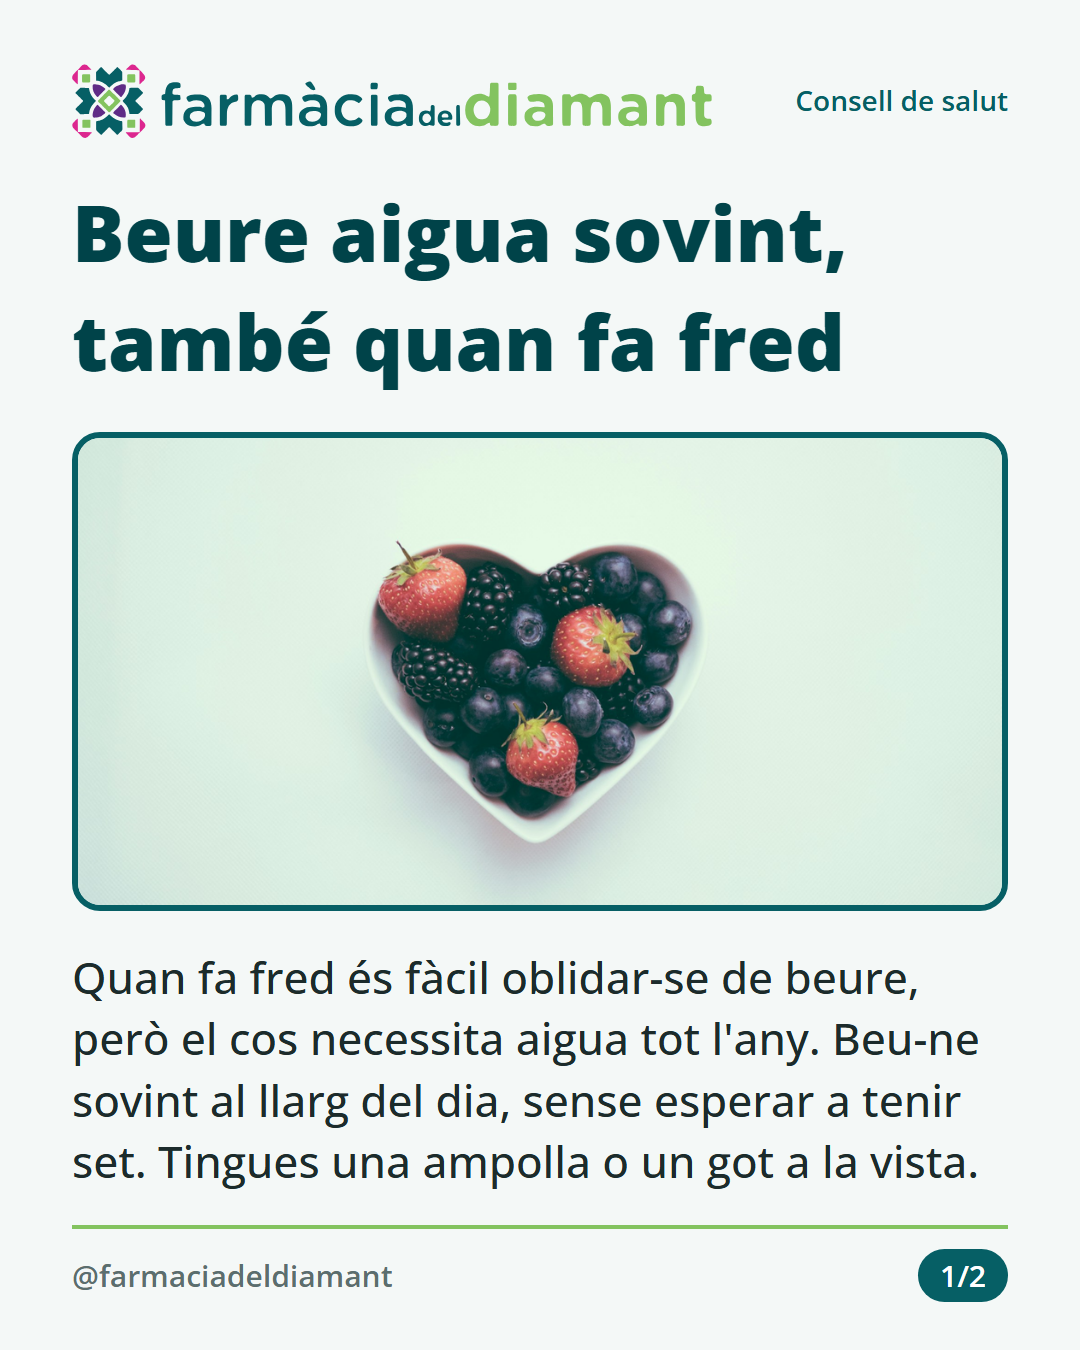 farmàciadeldiamant
Consell de salut
Beure aigua sovint,
també quan fa fred
Quan fa fred és fàcil oblidar-se de beure,
però el cos necessita aigua tot l'any. Beu-ne
sovint al llarg del dia, sense esperar a tenir
set. Tingues una ampolla o un got a la vista.
@farmaciadeldiamant
1/2